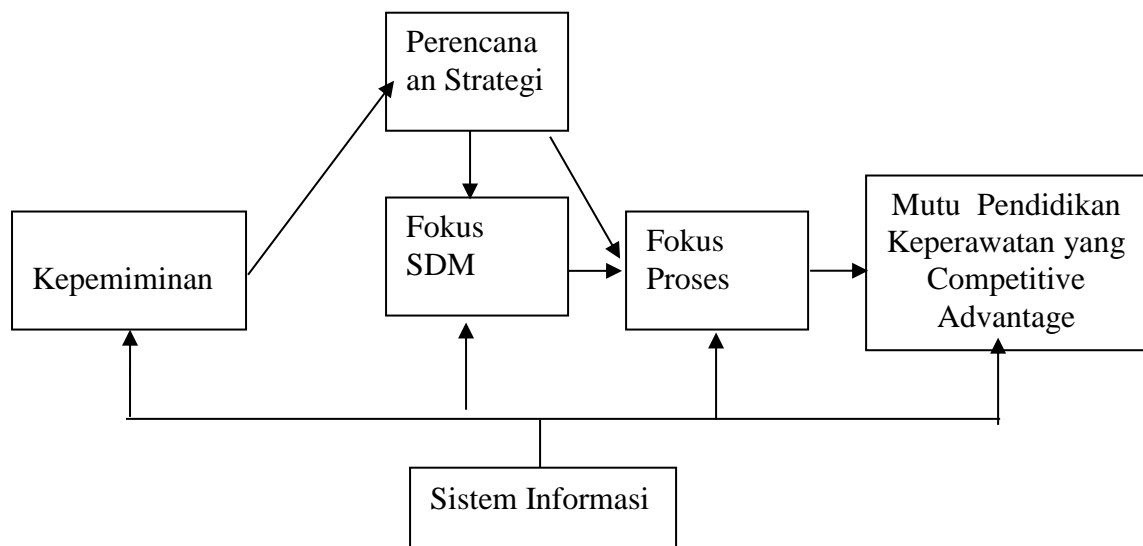 Perencana
an Strategi
Kepemiminan
Fokus
SDM
Fokus
Proses
Mutu Pendidikan
Keperawatan yang
Competitive
Advantage
Sistem Informasi